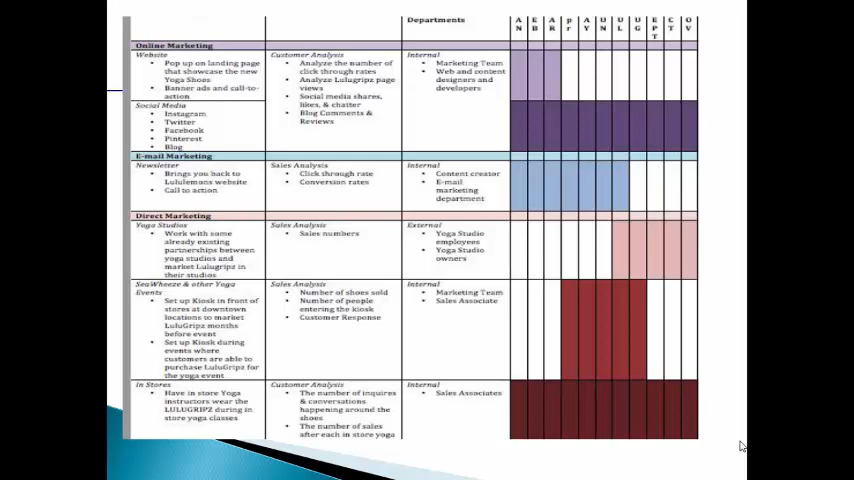 Departments
A N
E B
A R
p r
A Y
U N
U L
U G
E P T
C T
O V
Online Marketing
Website
• Pop up on landing page
that showcase the new
Yoga Shoes
• Banner ads and call-to-
action
Customer Analysis
• Analyze the number of
click through rates
• Analyze Lulugripz page
views
• Social media shares,
likes, & chatter
• Blog Comments &
Reviews
Internal
• Marketing Team
• Web and content
designers and
developers
Social Media
• Instagram
• Twitter
• Facebook
• Pinterest
• Blog
E-mail Marketing
Newsletter
• Brings you back to
Lululemons website
• Call to action
Sales Analysis
• Click through rate
• Conversion rates
Internal
• Content creator
• E-mail
marketing
department
Direct Marketing
Yoga Studios
• Work with some
already existing
partnerships between
yoga studios and
market Lulugripz in
their studios
Sales Analysis
• Sales numbers
External
• Yoga Studio
employees
• Yoga Studio
owners
SeaWheeze & other Yoga
Events
• Set up Kiosk in front of
stores at downtown
locations to market
LuluGripz months
before event
• Set up Kiosk during
events where
customers are able to
purchase LuluGripz for
the yoga event
Sales Analysis
• Number of shoes sold
• Number of people
entering the kiosk
• Customer Response
Internal
• Marketing Team
• Sales Associate
In Stores
• Have in store Yoga
instructors wear the
LULUGRIPZ during in
store yoga classes
Customer Analysis
• The number of inquires
& conversations
happening around the
shoes
• The number of sales
after each in store yoga
Internal
• Sales Associates